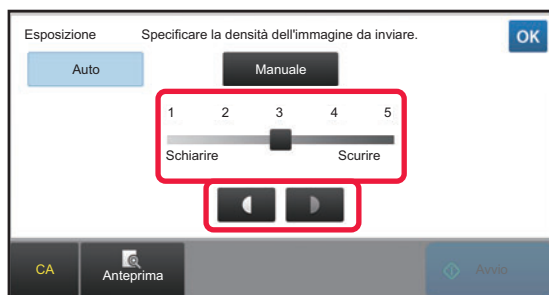 Esposizione Specificare la densità dell'immagine da inviare. OK
Auto Manuale
1 2 3 4 5
Schiarire Scurire
CA Anteprima Avvio